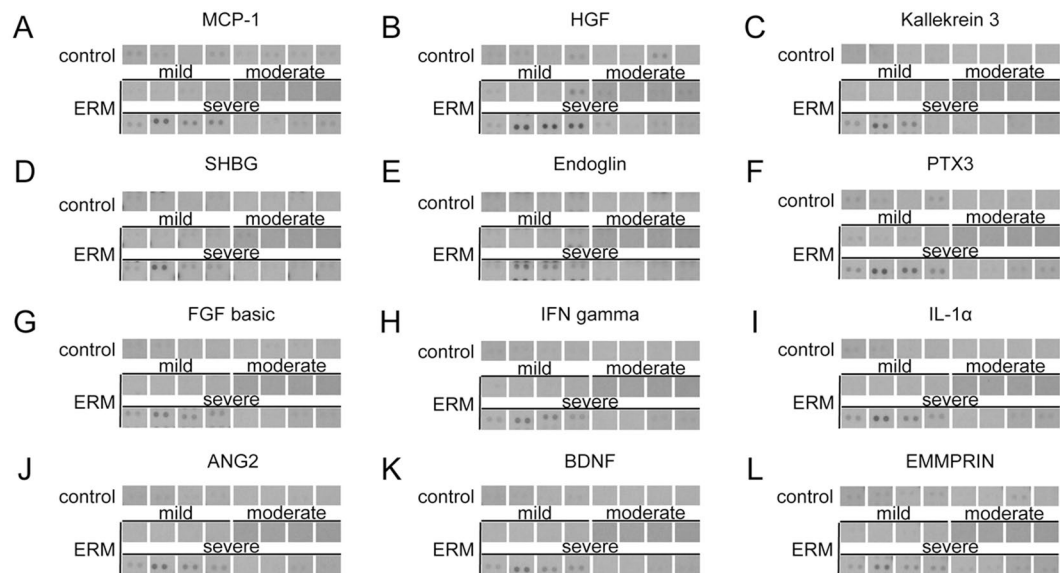 A MCP-1
control
mild moderate
ERM severe
B HGF
control
mild moderate
ERM severe
C Kallekrein 3
control
mild moderate
ERM severe
D SHBG
control
mild moderate
ERM severe
E Endoglin
control
mild moderate
ERM severe
F PTX3
control
mild moderate
ERM severe
G FGF basic
control
mild moderate
ERM severe
H IFN gamma
control
mild moderate
ERM severe
I IL-1α
control
mild moderate
ERM severe
J ANG2
control
mild moderate
ERM severe
K BDNF
control
mild moderate
ERM severe
L EMMPRIN
control
mild moderate
ERM severe